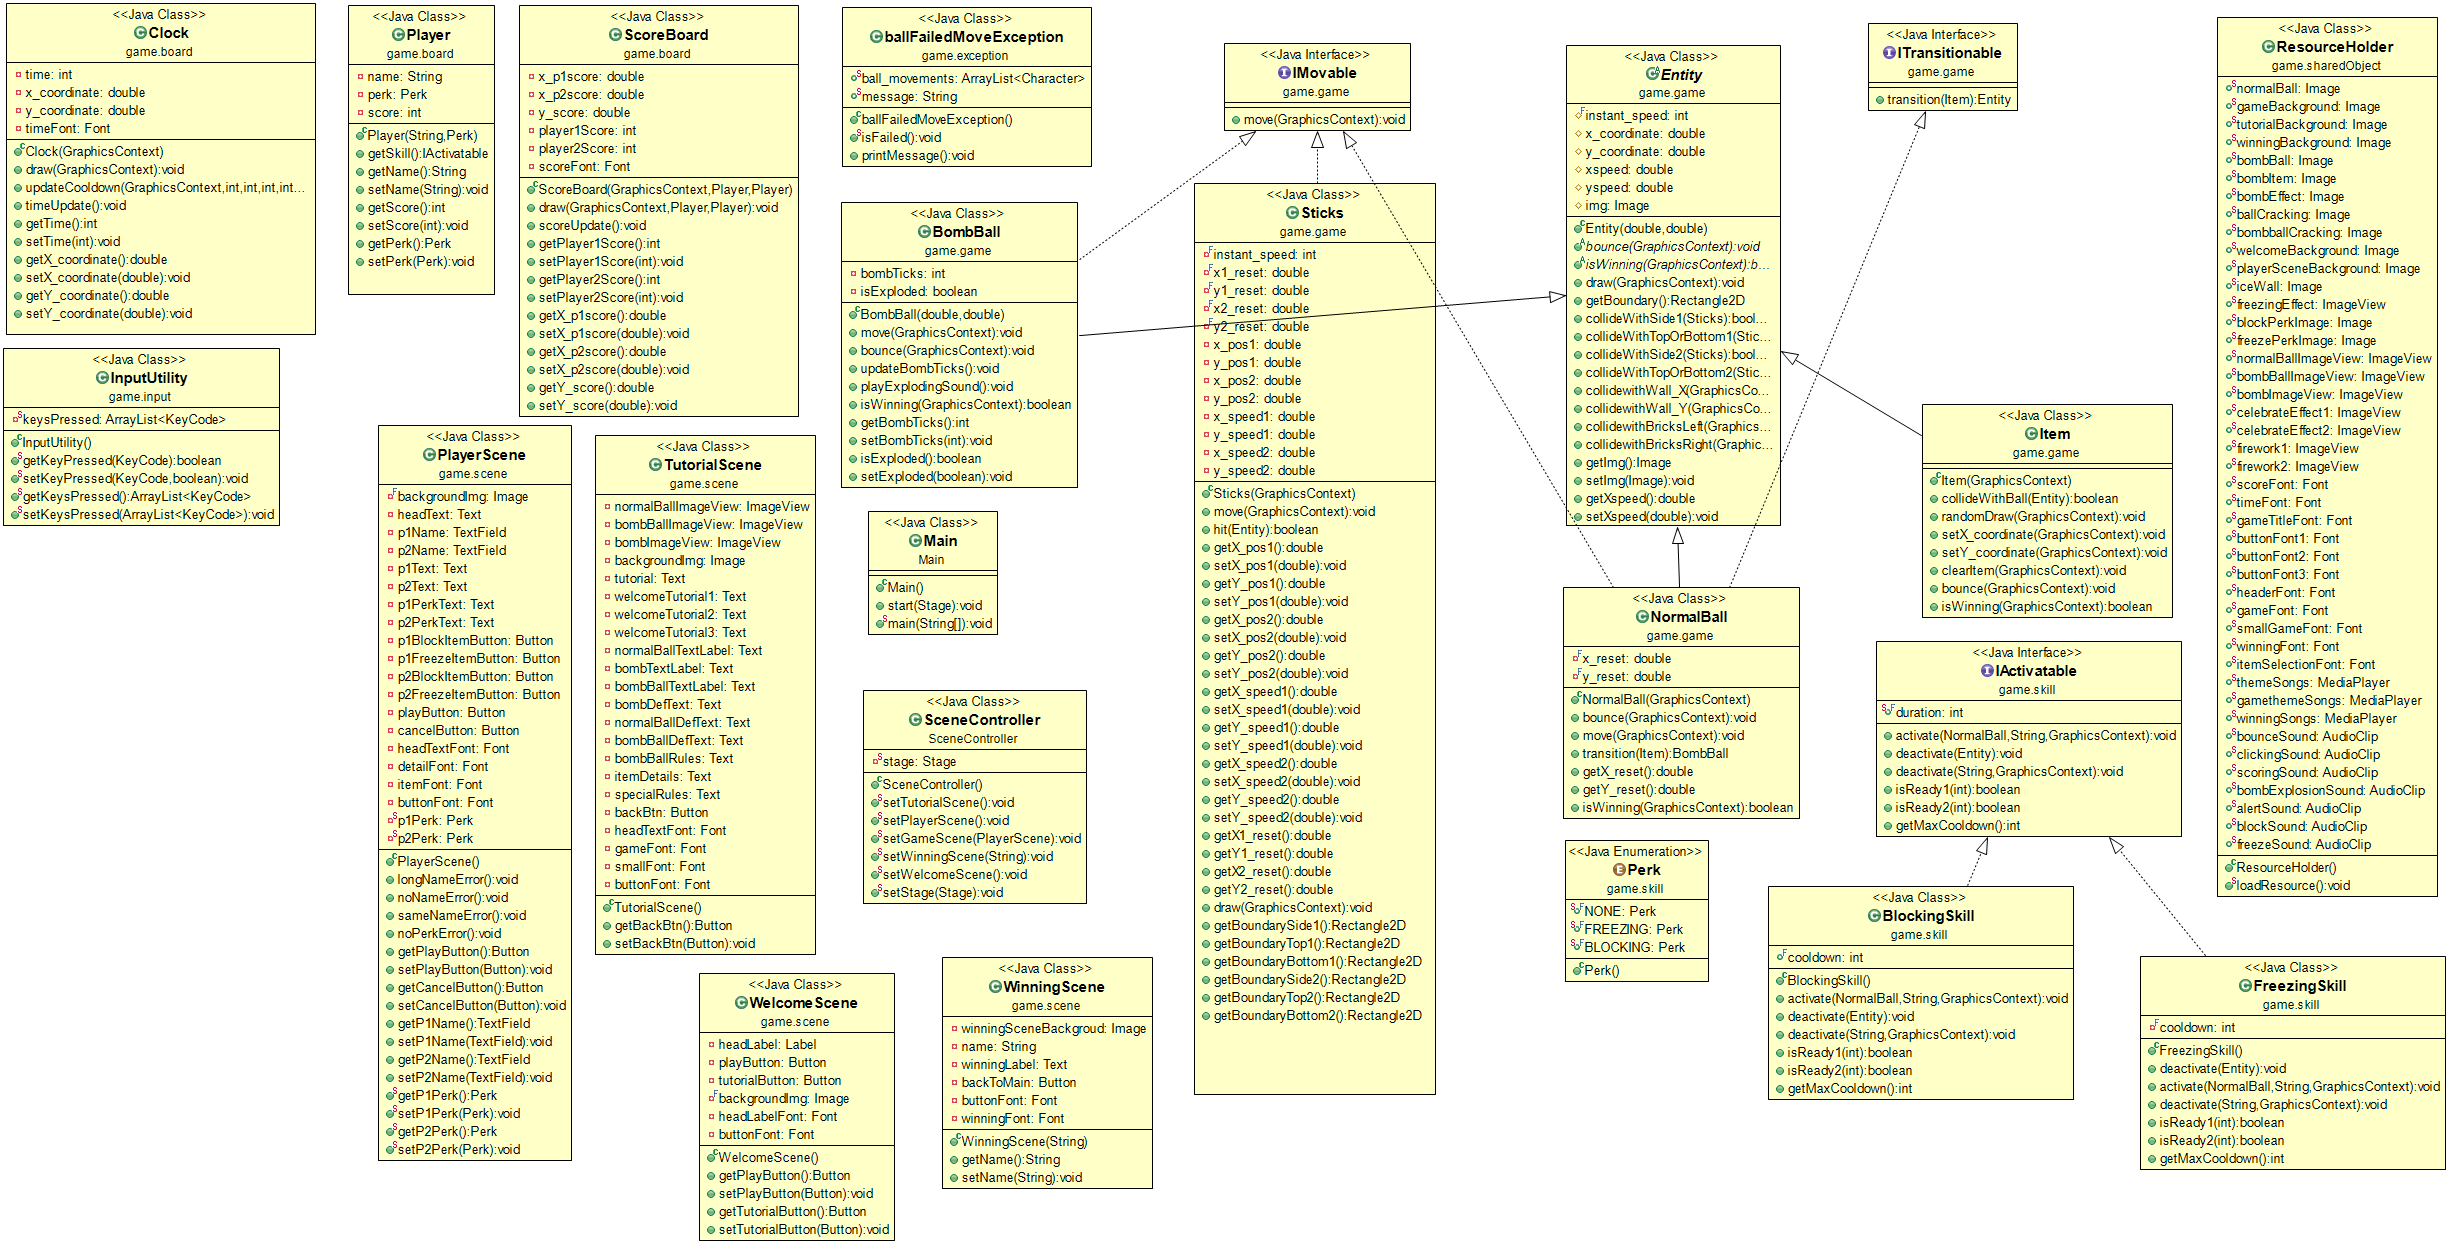 <<Java Class>>
Clock
game.board
time: int
x_coordinate: double
y_coordinate: double
timeFont: Font
Clock(GraphicsContext)
draw(GraphicsContext):void
updateCooldown(GraphicsContext,int,int,int,int...
timeUpdate():void
getTime():int
setTime(int):void
getX_coordinate():double
setX_coordinate(double):void
getY_coordinate():double
setY_coordinate(double):void
<<Java Class>>
Player
game.board
name: String
perk: Perk
score: int
Player(String,Perk)
getSkill():IActivatable
getName():String
setName(String):void
getScore():int
setScore(int):void
getPerk():Perk
setPerk(Perk):void
<<Java Class>>
ScoreBoard
game.board
x_p1score: double
x_p2score: double
y_score: double
player1Score: int
player2Score: int
scoreFont: Font
ScoreBoard(GraphicsContext,Player,Player)
draw(GraphicsContext,Player,Player):void
scoreUpdate():void
getPlayer1Score():int
setPlayer1Score(int):void
getPlayer2Score():int
setPlayer2Score(int):void
getX_p1score():double
setX_p1score(double):void
getX_p2score():double
setX_p2score(double):void
getY_score():double
setY_score(double):void
<<Java Class>>
ballFailedMoveException
game.exception
ball_movements: ArrayList<Character>
message: String
ballFailedMoveException()
isFailed():void
printMessage():void
<<Java Interface>>
IMovable
game.game
move(GraphicsContext):void
<<Java Class>>
Entity
game.game
instant_speed: int
x_coordinate: double
y_coordinate: double
xspeed: double
yspeed: double
img: Image
Entity(double,double)
bounce(GraphicsContext):void
isWinning(GraphicsContext):b...
draw(GraphicsContext):void
getBoundary():Rectangle2D
collideWithSide1(Sticks):bool...
collideWithTopOrBottom1(Stic...
collideWithSide2(Sticks):bool...
collideWithTopOrBottom2(Stic...
collidewithWall_X(GraphicsCo...
collidewithWall_Y(GraphicsCo...
collidewithBricksLeft(Graphics...
collidewithBricksRight(Graphic...
getImg():Image
setImg(Image):void
getXspeed():double
setXspeed(double):void
<<Java Interface>>
ITransitionable
game.game
transition(Item):Entity
<<Java Class>>
ResourceHolder
game.sharedObject
normalBall: Image
gameBackground: Image
tutorialBackground: Image
winningBackground: Image
bombBall: Image
bombItem: Image
bombEffect: Image
ballCracking: Image
bombballCracking: Image
welcomeBackground: Image
playerSceneBackground: Image
iceWall: Image
freezingEffect: ImageView
blockPerkImage: Image
freezePerkImage: Image
normalBallImageView: ImageView
bombBallImageView: ImageView
bombImageView: ImageView
celebrateEffect1: ImageView
celebrateEffect2: ImageView
firework1: ImageView
firework2: ImageView
scoreFont: Font
timeFont: Font
gameTitleFont: Font
buttonFont1: Font
buttonFont2: Font
buttonFont3: Font
headerFont: Font
gameFont: Font
smallGameFont: Font
winningFont: Font
itemSelectionFont: Font
themeSongs: MediaPlayer
gamethemeSongs: MediaPlayer
winningSongs: MediaPlayer
bounceSound: AudioClip
clickingSound: AudioClip
scoringSound: AudioClip
bombExplosionSound: AudioClip
alertSound: AudioClip
blockSound: AudioClip
freezeSound: AudioClip
ResourceHolder()
loadResource():void
<<Java Class>>
InputUtility
game.input
keysPressed: ArrayList<KeyCode>
InputUtility()
getKeyPressed(KeyCode):boolean
setKeyPressed(KeyCode,boolean):void
getKeysPressed():ArrayList<KeyCode>
setKeysPressed(ArrayList<KeyCode>):void
<<Java Class>>
PlayerScene
game.scene
backgroundImg: Image
headText: Text
p1Name: TextField
p2Name: TextField
p1Text: Text
p2Text: Text
p1PerkText: Text
p2PerkText: Text
p1BlockItemButton: Button
p1FreezeItemButton: Button
p2BlockItemButton: Button
p2FreezeItemButton: Button
playButton: Button
cancelButton: Button
headTextFont: Font
detailFont: Font
itemFont: Font
buttonFont: Font
p1Perk: Perk
p2Perk: Perk
PlayerScene()
longNameError():void
noNameError():void
sameNameError():void
noPerkError():void
getPlayButton():Button
setPlayButton(Button):void
getCancelButton():Button
setCancelButton(Button):void
getP1Name():TextField
setP1Name(TextField):void
getP2Name():TextField
setP2Name(TextField):void
getP1Perk():Perk
setP1Perk(Perk):void
getP2Perk():Perk
setP2Perk(Perk):void
<<Java Class>>
TutorialScene
game.scene
normalBallImageView: ImageView
bombBallImageView: ImageView
bombImageView: ImageView
backgroundImg: Image
tutorial: Text
welcomeTutorial1: Text
welcomeTutorial2: Text
welcomeTutorial3: Text
normalBallTextLabel: Text
bombTextLabel: Text
bombBallTextLabel: Text
bombDefText: Text
normalBallDefText: Text
bombBallDefText: Text
bombBallRules: Text
itemDetails: Text
specialRules: Text
backBtn: Button
headTextFont: Font
gameFont: Font
smallFont: Font
buttonFont: Font
TutorialScene()
getBackBtn():Button
setBackBtn(Button):void
<<Java Class>>
BombBall
game.game
bombTicks: int
isExploded: boolean
BombBall(double,double)
move(GraphicsContext):void
bounce(GraphicsContext):void
updateBombTicks():void
playExplodingSound():void
isWinning(GraphicsContext):boolean
getBombTicks():int
setBombTicks(int):void
isExploded():boolean
setExploded(boolean):void
<<Java Class>>
Main
Main
Main()
start(Stage):void
main(String[]):void
<<Java Class>>
SceneController
SceneController
stage: Stage
SceneController()
setTutorialScene():void
setPlayerScene():void
setGameScene(PlayerScene):void
setWinningScene(String):void
setWelcomeScene():void
setStage(Stage):void
<<Java Class>>
WelcomeScene
game.scene
headLabel: Label
playButton: Button
tutorialButton: Button
backgroundImg: Image
headLabelFont: Font
buttonFont: Font
WelcomeScene()
getPlayButton():Button
setPlayButton(Button):void
getTutorialButton():Button
setTutorialButton(Button):void
<<Java Class>>
WinningScene
game.scene
winningSceneBackgroud: Image
name: String
winningLabel: Text
backToMain: Button
buttonFont: Font
winningFont: Font
WinningScene(String)
getName():String
setName(String):void
<<Java Class>>
Sticks
game.game
instant_speed: int
x1_reset: double
y1_reset: double
x2_reset: double
y2_reset: double
x_pos1: double
y_pos1: double
x_pos2: double
y_pos2: double
x_speed1: double
y_speed1: double
x_speed2: double
y_speed2: double
Sticks(GraphicsContext)
move(GraphicsContext):void
hit(Entity):boolean
getX_pos1():double
setX_pos1(double):void
getY_pos1():double
setY_pos1(double):void
getX_pos2():double
setX_pos2(double):void
getY_pos2():double
setY_pos2(double):void
getX_speed1():double
setX_speed1(double):void
getY_speed1():double
setY_speed1(double):void
getX_speed2():double
setX_speed2(double):void
getY_speed2():double
setY_speed2(double):void
getX1_reset():double
getY1_reset():double
getX2_reset():double
getY2_reset():double
draw(GraphicsContext):void
getBoundarySide1():Rectangle2D
getBoundaryTop1():Rectangle2D
getBoundaryBottom1():Rectangle2D
getBoundarySide2():Rectangle2D
getBoundaryTop2():Rectangle2D
getBoundaryBottom2():Rectangle2D
<<Java Class>>
Item
game.game
Item(GraphicsContext)
collideWithBall(Entity):boolean
randomDraw(GraphicsContext):void
setX_coordinate(GraphicsContext):void
setY_coordinate(GraphicsContext):void
clearItem(GraphicsContext):void
bounce(GraphicsContext):void
isWinning(GraphicsContext):boolean
<<Java Class>>
NormalBall
game.game
x_reset: double
y_reset: double
NormalBall(GraphicsContext)
bounce(GraphicsContext):void
move(GraphicsContext):void
transition(Item):BombBall
getX_reset():double
getY_reset():double
isWinning(GraphicsContext):boolean
<<Java Interface>>
IActivatable
game.skill
duration: int
activate(NormalBall,String,GraphicsContext):void
deactivate(Entity):void
deactivate(String,GraphicsContext):void
isReady1(int):boolean
isReady2(int):boolean
getMaxCooldown():int
<<Java Enumeration>>
Perk
game.skill
NONE: Perk
FREEZING: Perk
BLOCKING: Perk
Perk()
<<Java Class>>
BlockingSkill
game.skill
cooldown: int
BlockingSkill()
activate(NormalBall,String,GraphicsContext):void
deactivate(Entity):void
deactivate(String,GraphicsContext):void
isReady1(int):boolean
isReady2(int):boolean
getMaxCooldown():int
<<Java Class>>
FreezingSkill
game.skill
cooldown: int
FreezingSkill()
deactivate(Entity):void
activate(NormalBall,String,GraphicsContext):void
deactivate(String,GraphicsContext):void
isReady1(int):boolean
isReady2(int):boolean
getMaxCooldown():int